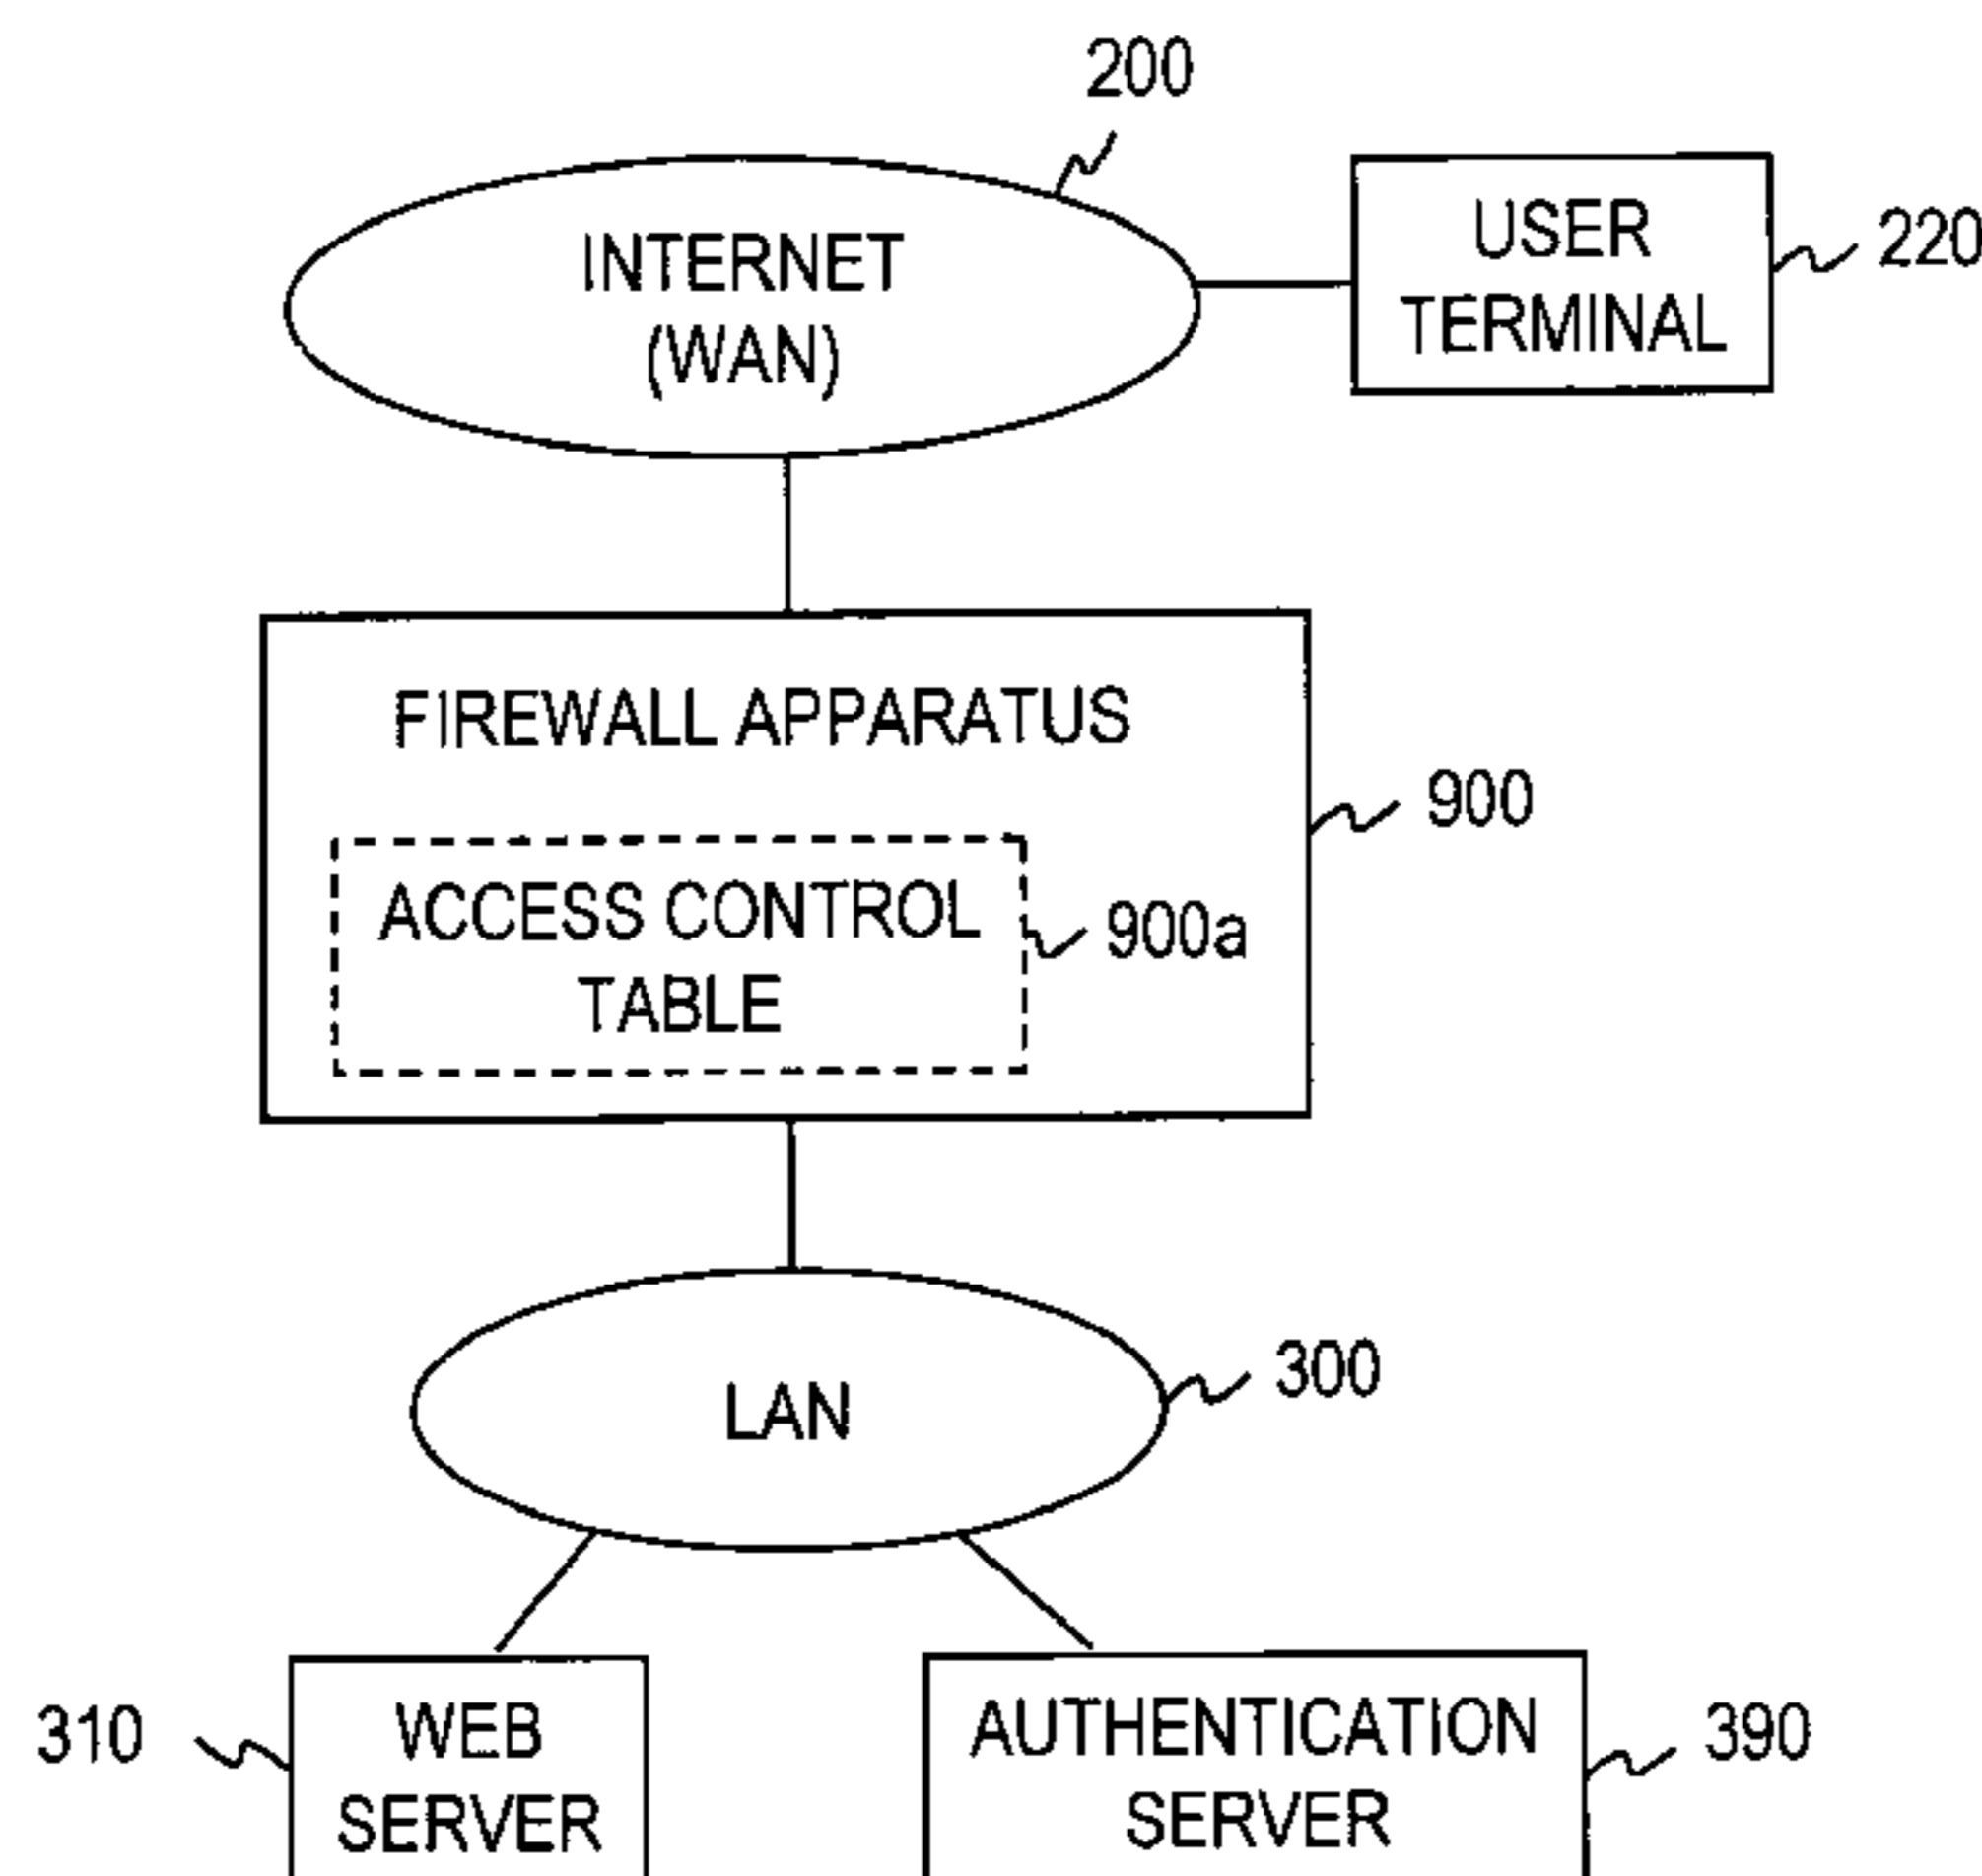 200
INTERNET
(WAN)
USER
TERMINAL
220
FIREWALL APPARATUS
900
ACCESS CONTROL
TABLE
900a
LAN
300
310
WEB
SERVER
AUTHENTICATION
SERVER
390